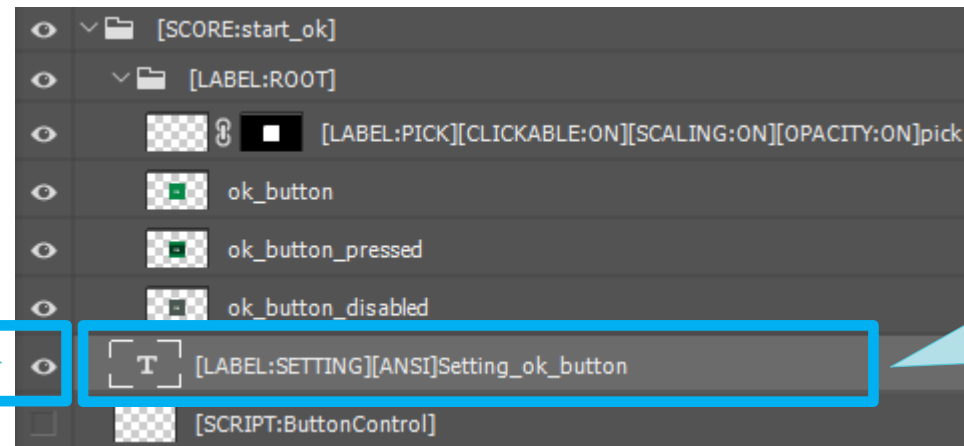 [SCORE:start_ok]
[LABEL:ROOT]
[LABEL:PICK][CLICKABLE:ON][SCALING:ON][OPACITY:ON]pick
ok_button
ok_button_pressed
ok_button_disabled
T [LABEL:SETTING][ANSI]Setting_ok_button
[SCRIPT:ButtonControl]